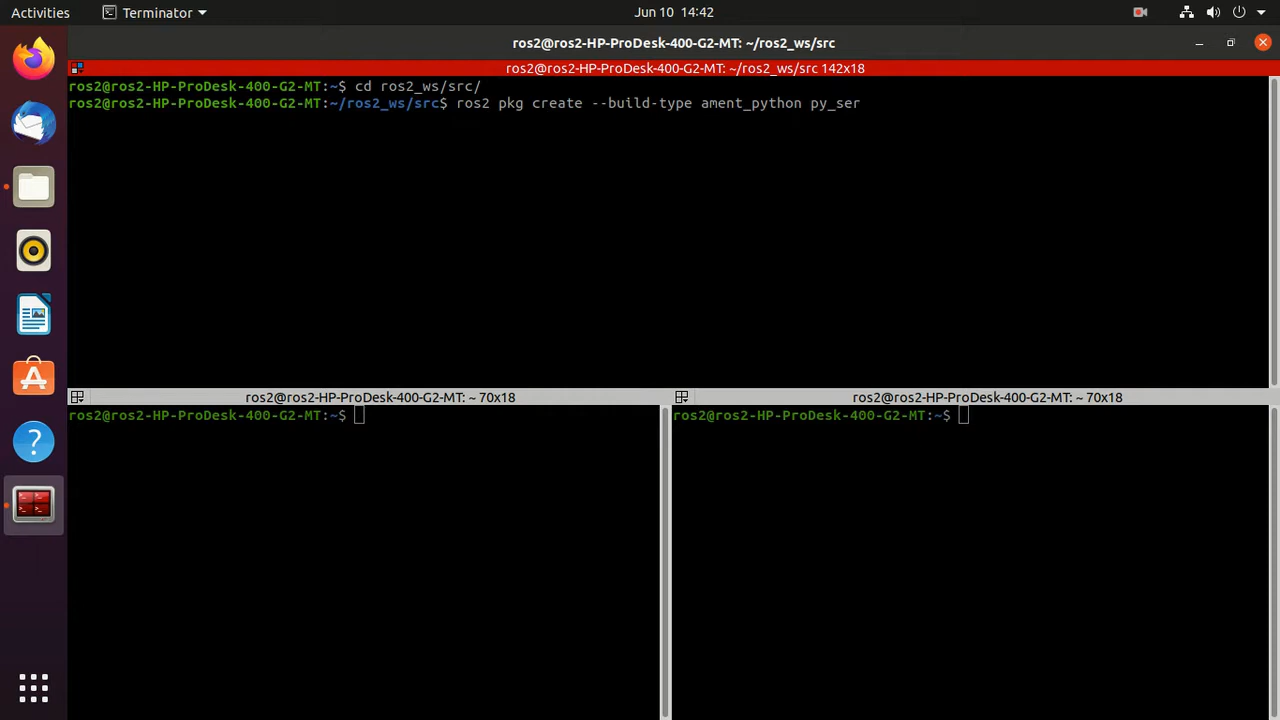 Activities
Terminator
Jun 10 14:42
ros2@ros2-HP-ProDesk-400-G2-MT: ~/ros2_ws/src
ros2@ros2-HP-ProDesk-400-G2-MT: ~/ros2_ws/src 142x18
ros2@ros2-HP-ProDesk-400-G2-MT:~$ cd ros2_ws/src/
ros2@ros2-HP-ProDesk-400-G2-MT:~/ros2_ws/src$ ros2 pkg create --build-type ament_python py_ser
ros2@ros2-HP-ProDesk-400-G2-MT: ~ 70x18
ros2@ros2-HP-ProDesk-400-G2-MT:~$
ros2@ros2-HP-ProDesk-400-G2-MT: ~ 70x18
ros2@ros2-HP-ProDesk-400-G2-MT:~$